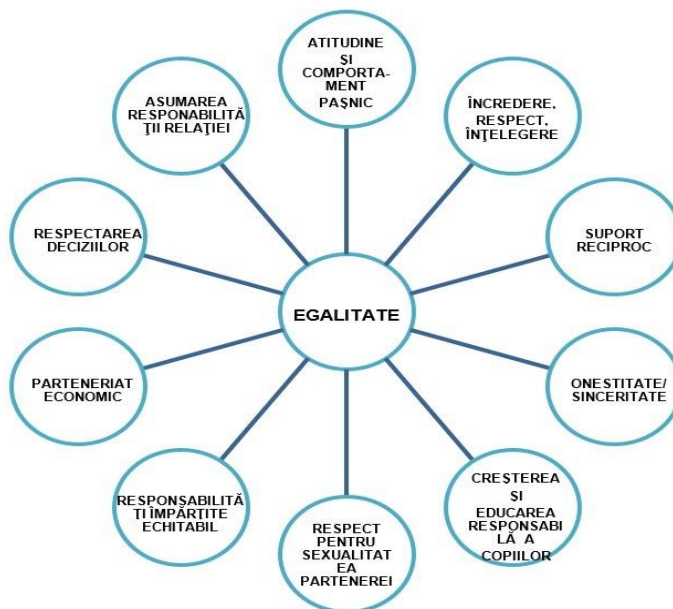 ATITUDINE
ŞI
COMPORTA-
MENT
PAŞNIC
ÎNCREDERE,
RESPECT,
ÎNŢELEGERE
SUPORT
RECIPROC
ONESTITATE/
SINCERITATE
CREŞTEREA
ŞI
EDUCAREA
RESPONSABI
LĂ A
COPIILOR
RESPECT
PENTRU
SEXUALITAT
EA
PARTENEREI
RESPONSABILITĂ
ŢI ÎMPĂRŢITE
ECHITABIL
PARTENERIAT
ECONOMIC
RESPECTAREA
DECIZIILOR
ASUMAREA
RESPONABILITĂ
ŢII RELAŢIEI
EGALITATE